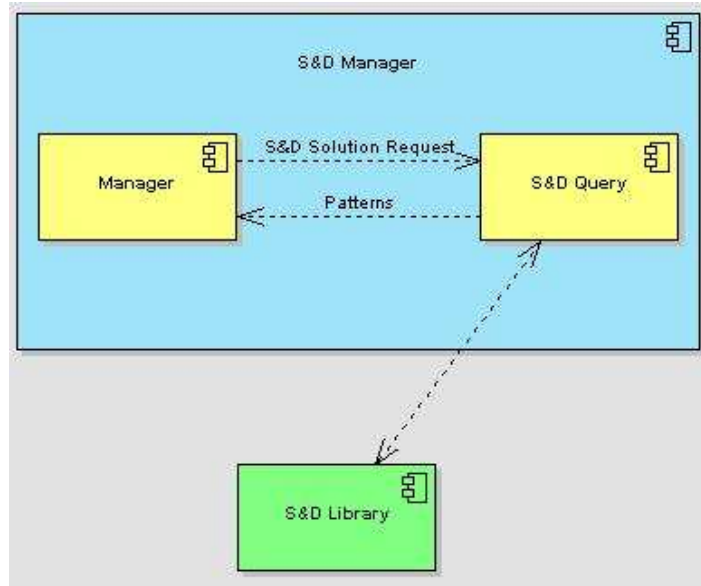 S&D Manager
S&D Solution Request
Manager
S&D Query
Patterns
S&D Library